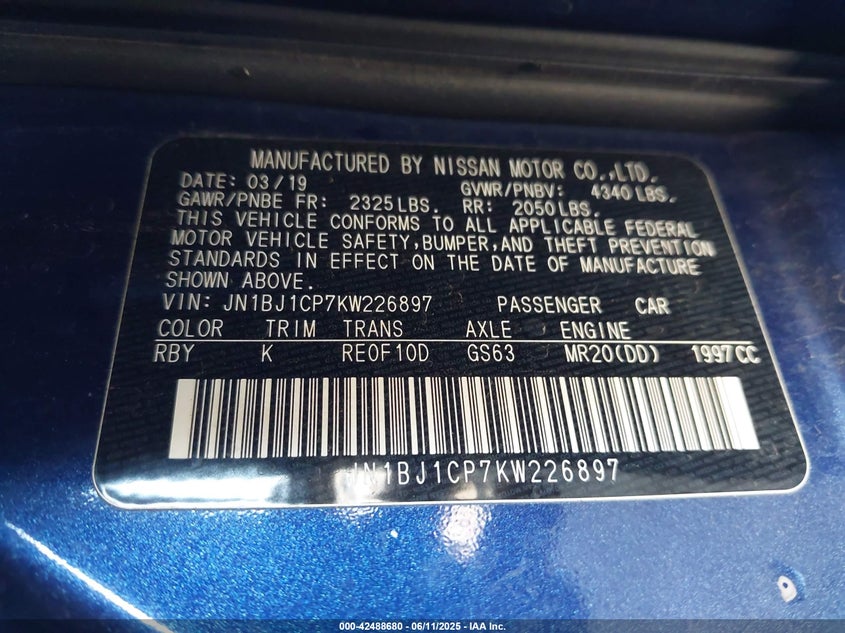 MANUFACTURED BY NISSAN MOTOR CO.,LTD.
DATE: 03/19 GVWR/PNBV: 4340 LBS.
GAWR/PNBE FR: 2325 LBS. RR: 2050 LBS.
THIS VEHICLE CONFORMS TO ALL APPLICABLE FEDERAL
MOTOR VEHICLE SAFETY,BUMPER,AND THEFT PREVENTION
STANDARDS IN EFFECT ON THE DATE OF MANUFACTURE
SHOWN ABOVE.
VIN: JN1BJ1CP7KW226897 PASSENGER CAR
COLOR TRIM TRANS AXLE ENGINE
RBY K RE0F10D GS63 MR20(DD) 1997CC
JN1BJ1CP7KW226897
000-42488680 - 06/11/2025 - IAA Inc.